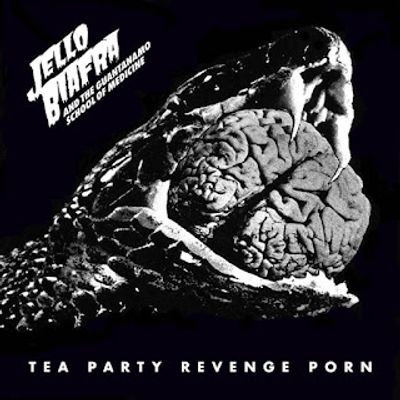 JELLO
BIAFRA
AND THE GUANTANAMO
SCHOOL OF MEDICINE
TEA PARTY REVENGE PORN